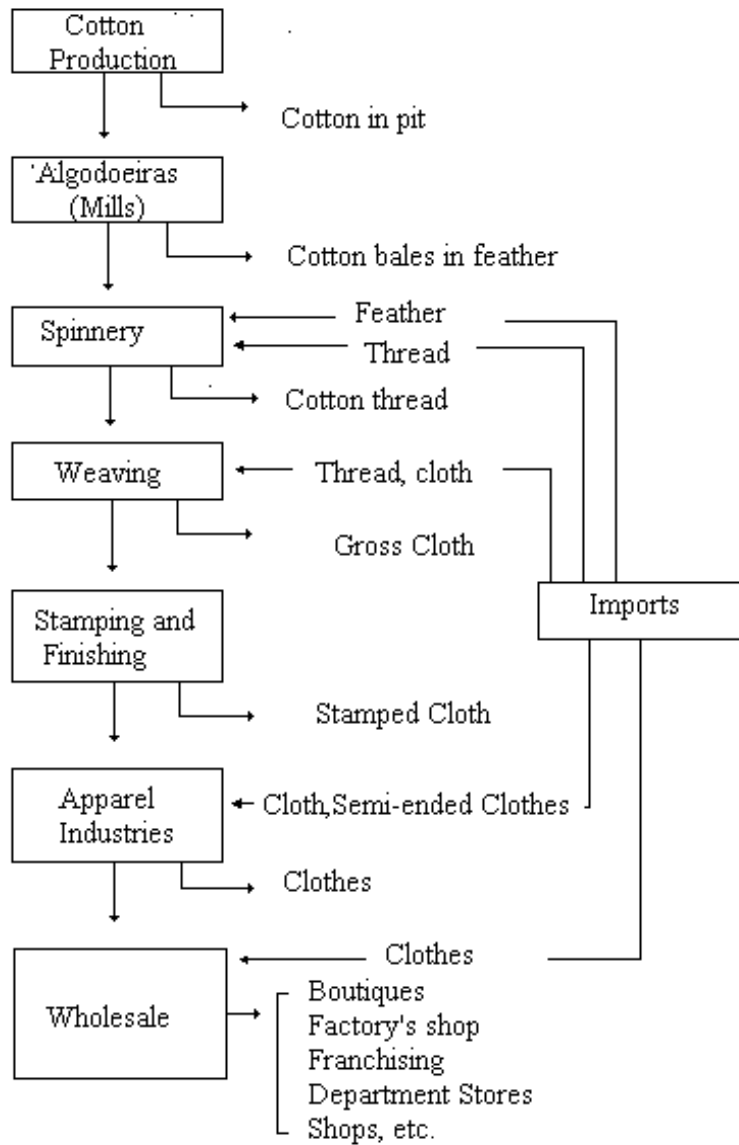 Cotton
Production
Cotton in pit
Algodoeiras
(Mills)
Cotton bales in feather
Feather
Spinnery
Thread
Cotton thread
Weaving
Thread, cloth
Gross Cloth
Imports
Stamping and
Finishing
Stamped Cloth
Apparel
Industries
Cloth,Semi-ended Clothes
Clothes
Clothes
Wholesale
Boutiques
Factory's shop
Franchising
Department Stores
Shops, etc.